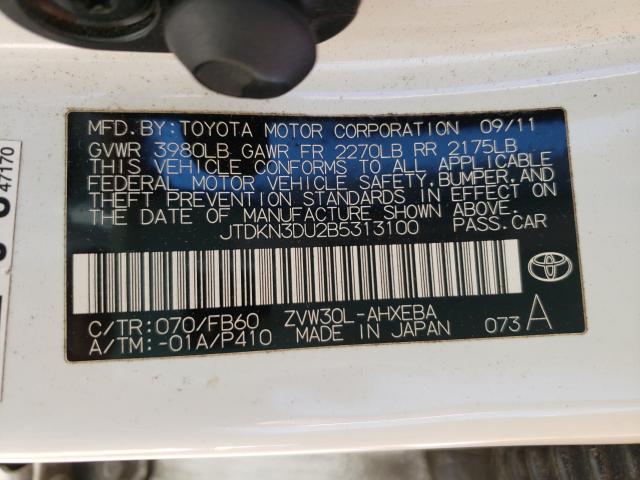 MFD. BY: TOYOTA MOTOR CORPORATION 09/11
GVWR 3980LB GAWR FR 2270LB RR 2175LB
THIS VEHICLE CONFORMS TO ALL APPLICABLE
FEDERAL MOTOR VEHICLE SAFETY, BUMPER, AND
THEFT PREVENTION STANDARDS IN EFFECT ON
THE DATE OF MANUFACTURE SHOWN ABOVE.
JTDKN3DU2B5313100 PASS. CAR
C/TR: 070/FB60 ZVW30L-AHXEBA
A/TM: -01A/P410 MADE IN JAPAN 073 A
47170